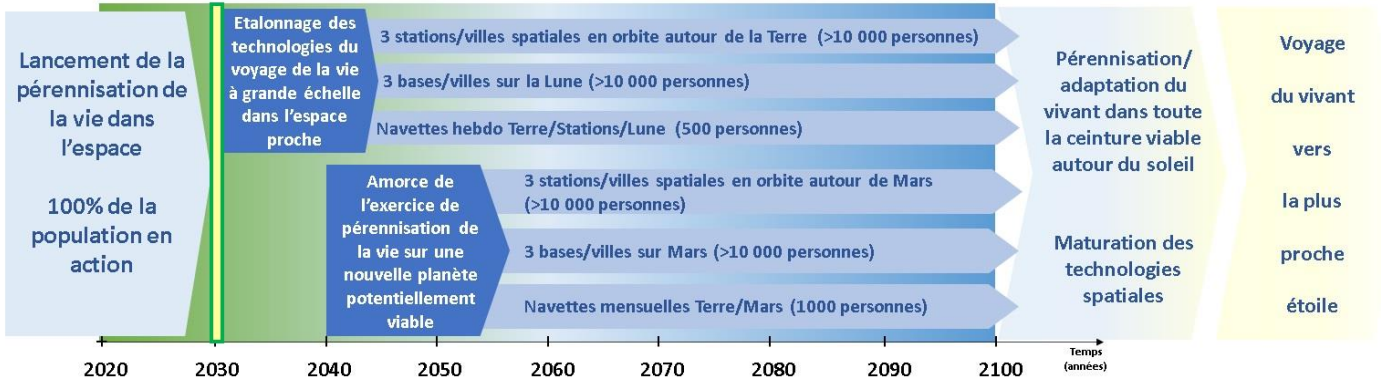 Lancement de la
pérennisation de
la vie dans
l'espace
100% de la
population en
action
Etalonnage des
technologies du
voyage de la vie
à grande échelle
dans l'espace
proche
3 stations/villes spatiales en orbite autour de la Terre (>10 000 personnes)
3 bases/villes sur la Lune (>10 000 personnes)
Navettes hebdo Terre/Stations/Lune (500 personnes)
Amorce de
l'exercice de
pérennisation de
la vie sur une
nouvelle planète
potentiellement
viable
3 stations/villes spatiales en orbite autour de Mars
(>10 000 personnes)
3 bases/villes sur Mars (>10 000 personnes)
Navettes mensuelles Terre/Mars (1000 personnes)
Pérennisation/
adaptation du
vivant dans toute
la ceinture viable
autour du soleil
Maturation des
technologies
spatiales
Voyage
du vivant
vers
la plus
proche
étoile
2020 2030 2040 2050 2060 2070 2080 2090 2100
Temps
(années)